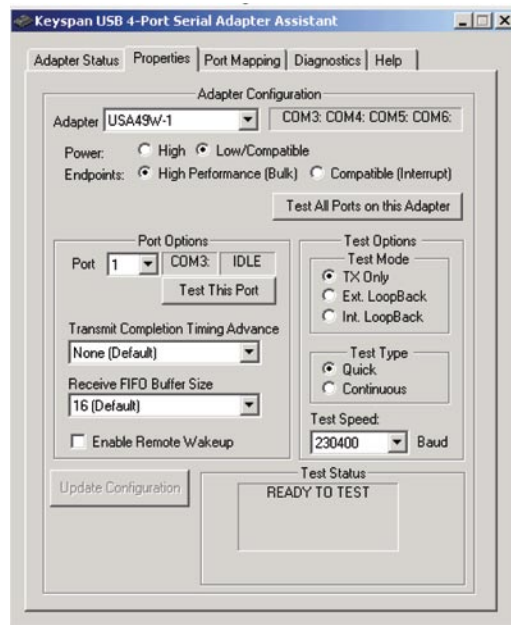 Keyspan USB 4-Port Serial Adapter Assistant
Adapter Status Properties Port Mapping Diagnostics Help
Adapter Configuration
Adapter USA49W-1 COM3: COM4: COM5: COM6:
Power: High Low/Compatible
Endpoints: High Performance (Bulk) Compatible (Interrupt)
Test All Ports on this Adapter
Port Options
Port 1 COM3: IDLE
Test This Port
Transmit Completion Timing Advance
None (Default)
Receive FIFO Buffer Size
16 (Default)
Enable Remote Wakeup
Test Options
Test Mode
TX Only
Ext. LoopBack
Int. LoopBack
Test Type
Quick
Continuous
Test Speed:
230400 Baud
Update Configuration
Test Status
READY TO TEST